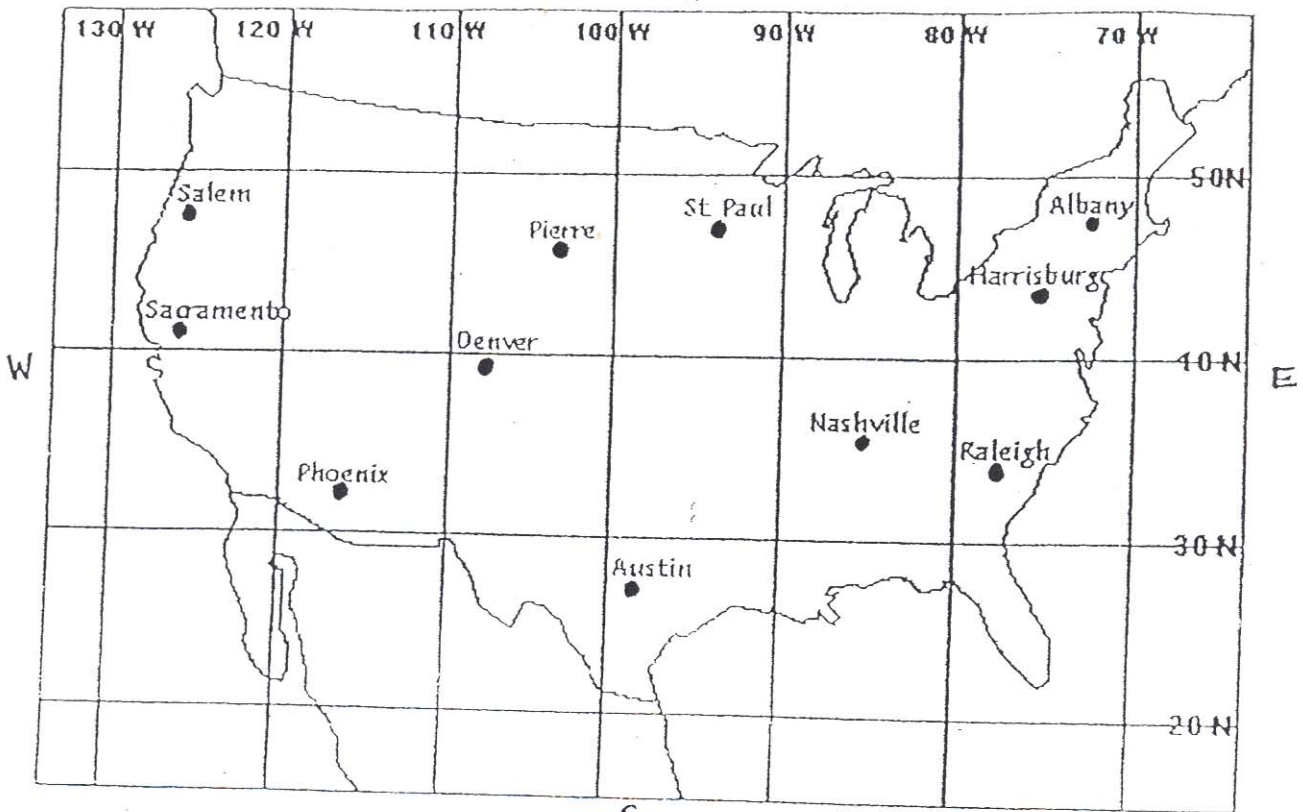 130 W 120 W 110 W 100 W 90 W 80 W 70 W
50N
Salem
St. Paul
Albany
Pierre
Harrisburg
Sacramento
Denver
W
40N
E
Nashville
Raleigh
Phoenix
30N
Austin
20N